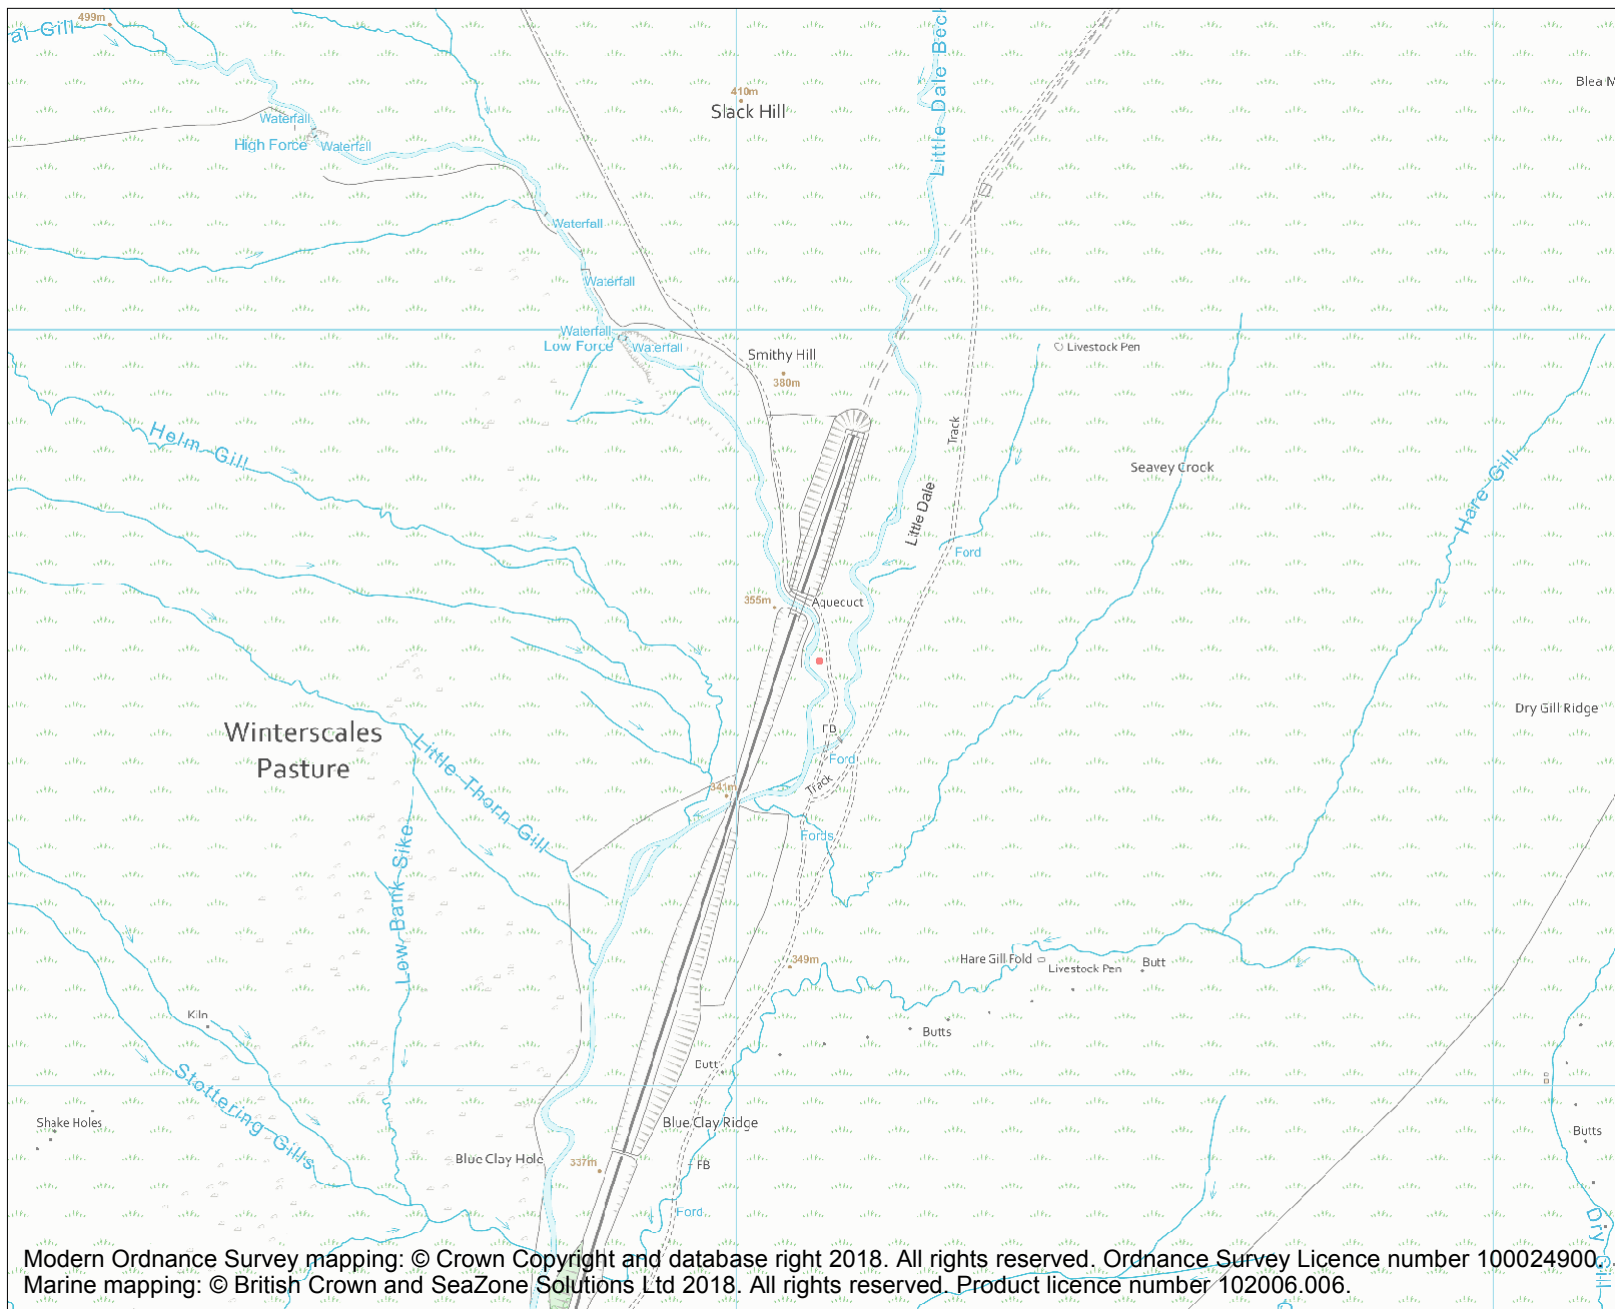 499m
al Gill
Little Dale Beck
Blea M
410m
Slack Hill
Waterfall
High Force
Waterfall
Waterfall
Waterfall
Waterfall
Low Force
Waterfall
Smithy Hill
380m
Livestock Pen
Helm Gill
Track
Seavey Crock
Hare Gill
Little Dale
Ford
355m
Aqueduct
Winterscales
Pasture
Dry Gill Ridge
FB
Ford
Little Thorn Gill
Track
341m
Fords
Low Bank Sike
349m
Hare Gill Fold
Livestock Pen
Butt
Kiln
Butts
Butt
Stottering Gills
Shake Holes
Blue Clay Ridge
Butts
Blue Clay Hole
337m
FB
Ford
Dry Gill
Modern Ordnance Survey mapping: © Crown Copyright and database right 2018. All rights reserved. Ordnance Survey Licence number 100024900.
Marine mapping: © British Crown and SeaZone Solutions Ltd 2018. All rights reserved. Product licence number 102006.006.